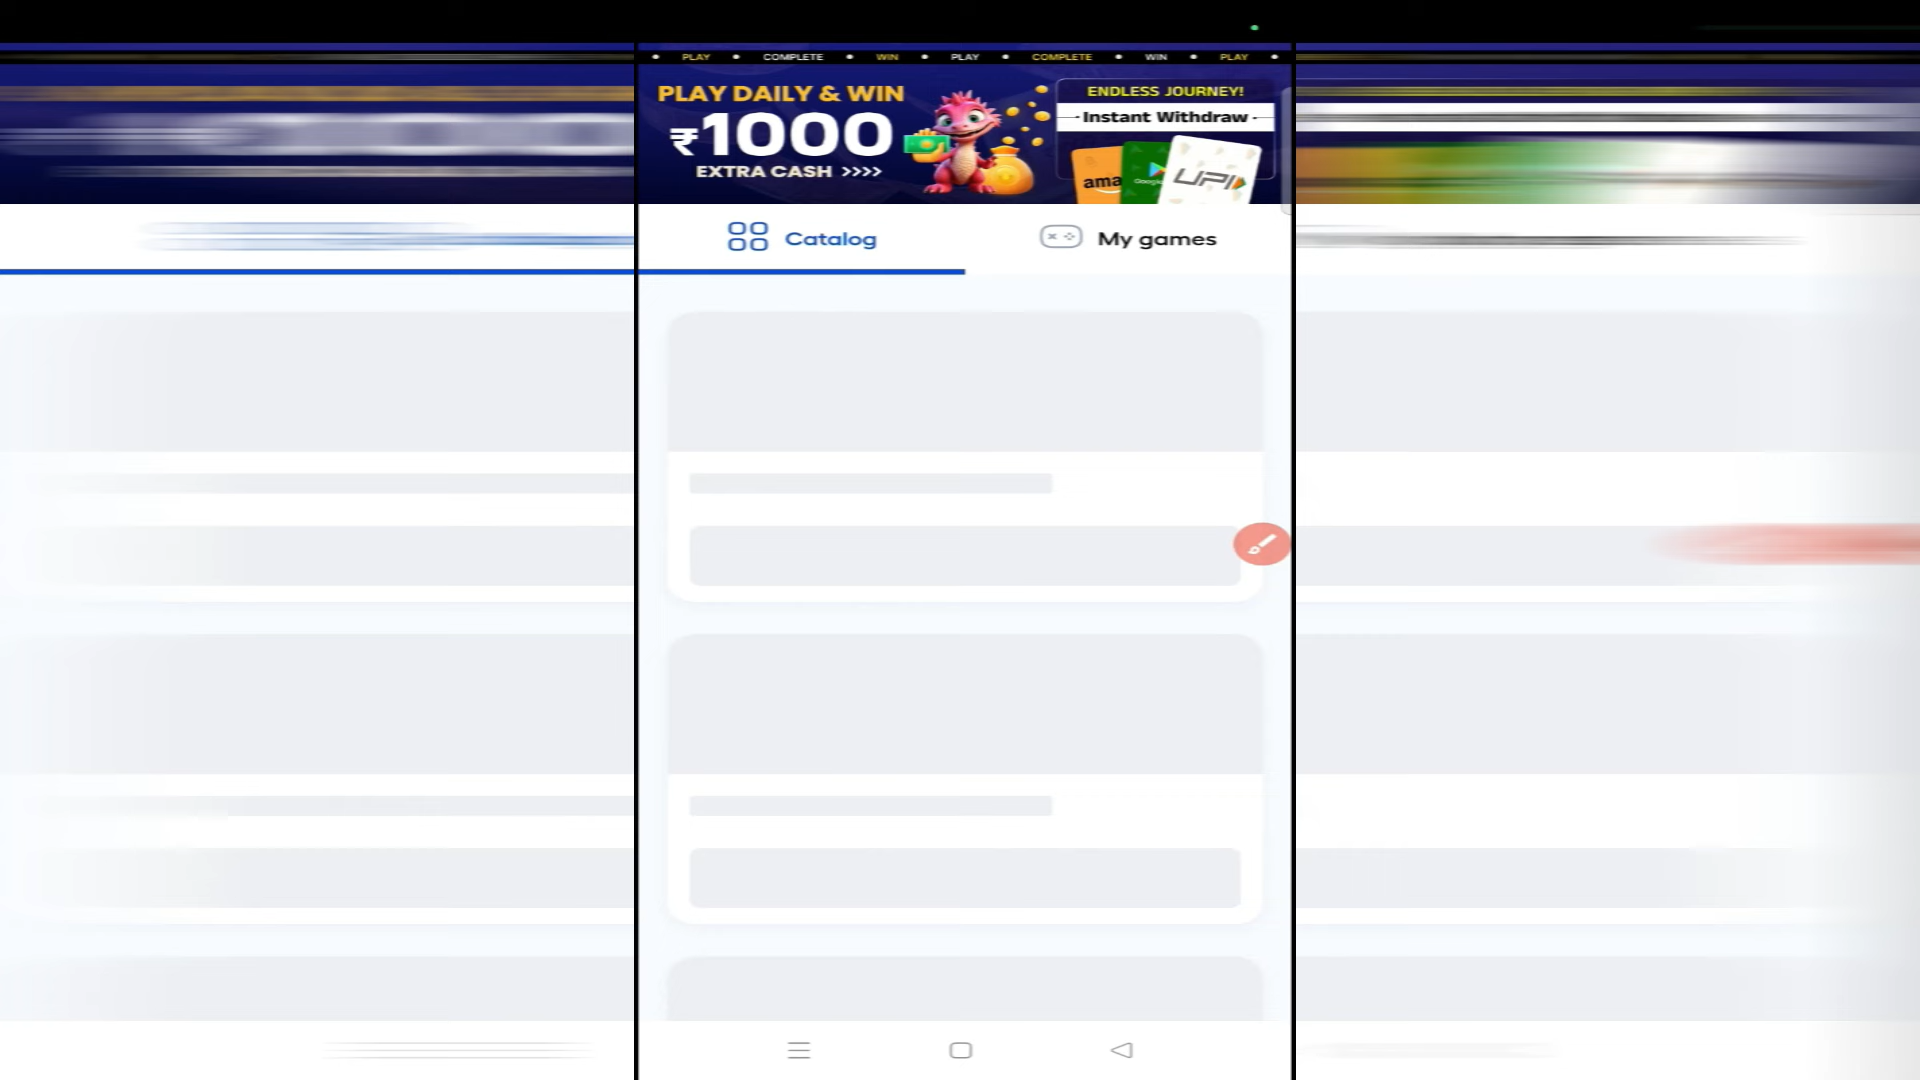 PLAY COMPLETE WIN PLAY COMPLETE WIN PLAY
PLAY DAILY & WIN
₹1000
EXTRA CASH >>>>
ENDLESS JOURNEY!
Instant Withdraw
ama
Google
UPI
Catalog
My games